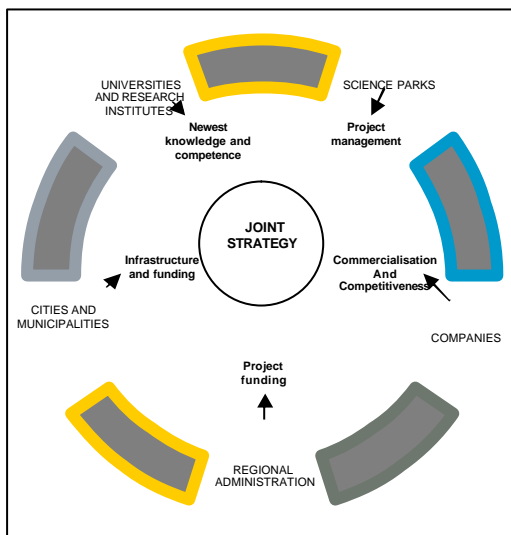 UNIVERSITIES
AND RESEARCH
INSTITUTES
SCIENCE PARKS
Newest
knowledge and
competence
Project
management
JOINT
STRATEGY
Infrastructure
and funding
Commercialisation
And
Competitiveness
CITIES AND
MUNICIPALITIES
COMPANIES
Project
funding
REGIONAL
ADMINISTRATION